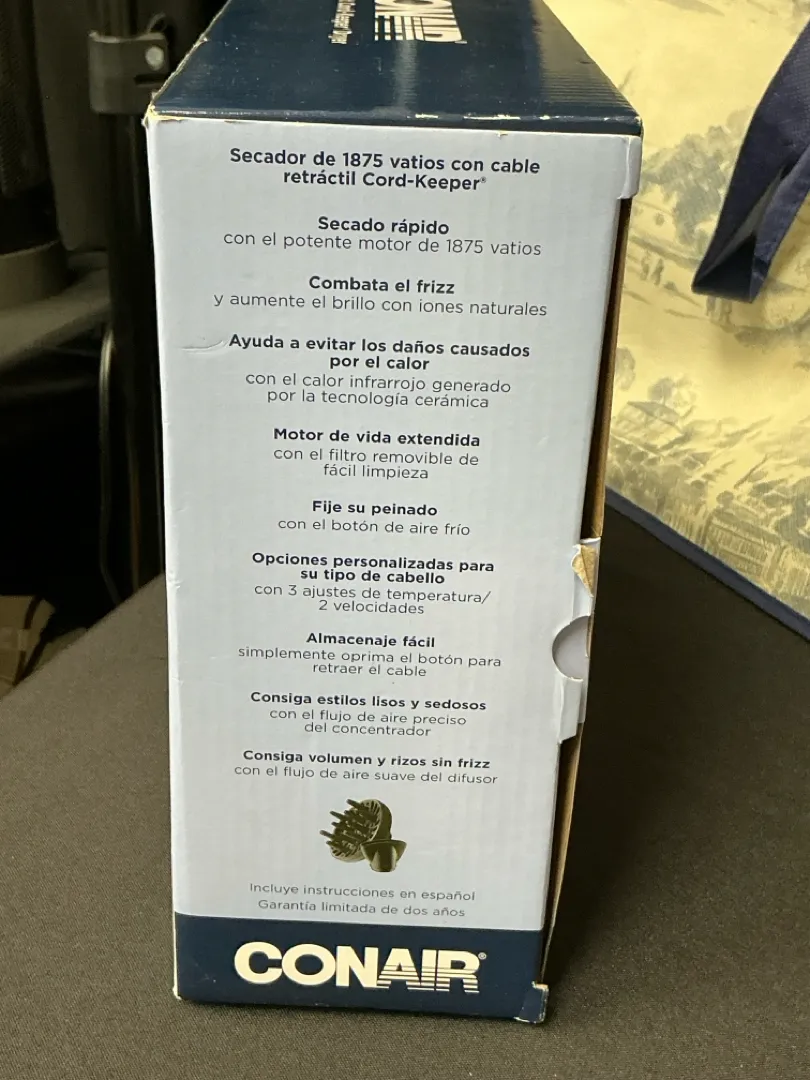 CONAIR
Secador de 1875 vatios con cable
retráctil Cord-Keeper®
Secado rápido
con el potente motor de 1875 vatios
Combata el frizz
y aumente el brillo con iones naturales
Ayuda a evitar los daños causados
por el calor
con el calor infrarrojo generado
por la tecnología cerámica
Motor de vida extendida
con el filtro removible de
fácil limpieza
Fije su peinado
con el botón de aire frío
Opciones personalizadas para
su tipo de cabello
con 3 ajustes de temperatura/
2 velocidades
Almacenaje fácil
simplemente oprima el botón para
retraer el cable
Consiga estilos lisos y sedosos
con el flujo de aire preciso
del concentrador
Consiga volumen y rizos sin frizz
con el flujo de aire suave del difusor
Incluye instrucciones en español
Garantía limitada de dos años
CONAIR®